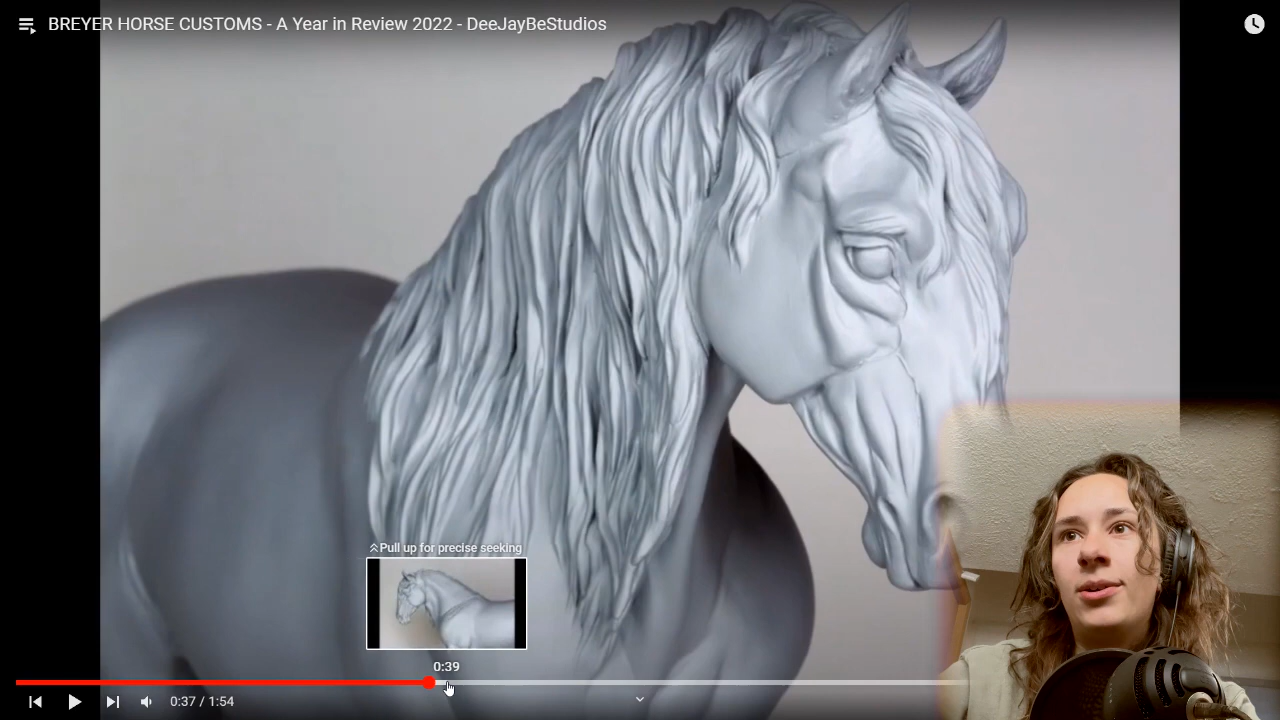 BREYER HORSE CUSTOMS - A Year in Review 2022 - DeeJayBeStudios
Pull up for precise seeking
0:39
0:37 / 1:54